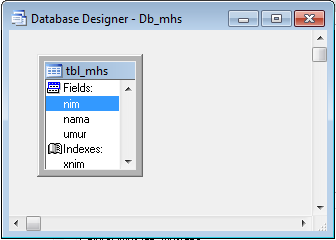 Database Designer - Db_mhs
tbl_mhs
Fields:
nim
nama
umur
Indexes:
xnim